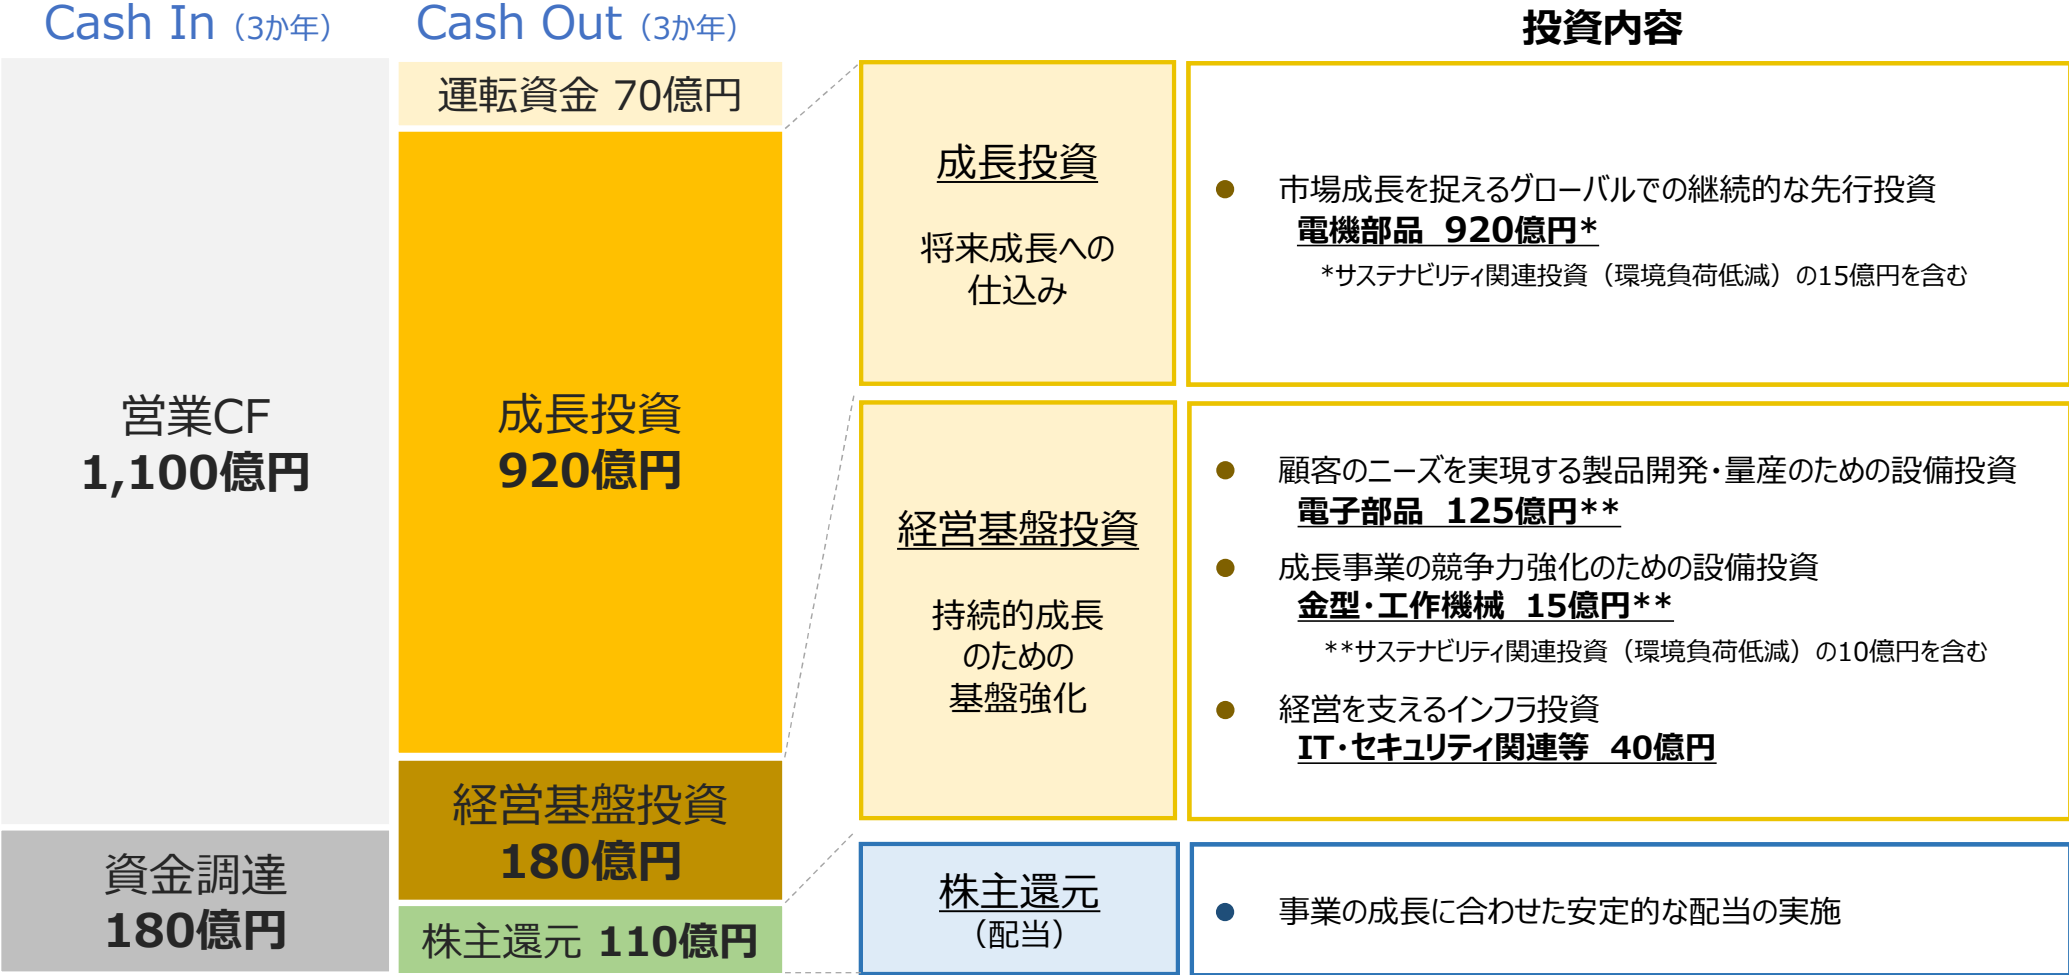 Cash In（3か年）
Cash Out（3か年）
投資内容
営業CF
1,100億円
資金調達
180億円
運転資金 70億円
成長投資
920億円
経営基盤投資
180億円
株主還元 110億円
成長投資
将来成長への
仕込み
● 市場成長を捉えるグローバルでの継続的な先行投資
電機部品 920億円*
*サステナビリティ関連投資（環境負荷低減）の15億円を含む
経営基盤投資
持続的成長
のための
基盤強化
● 顧客のニーズを実現する製品開発・量産のための設備投資
電子部品 125億円**
● 成長事業の競争力強化のための設備投資
金型・工作機械 15億円**
**サステナビリティ関連投資（環境負荷低減）の10億円を含む
● 経営を支えるインフラ投資
IT・セキュリティ関連等 40億円
株主還元
（配当）
● 事業の成長に合わせた安定的な配当の実施